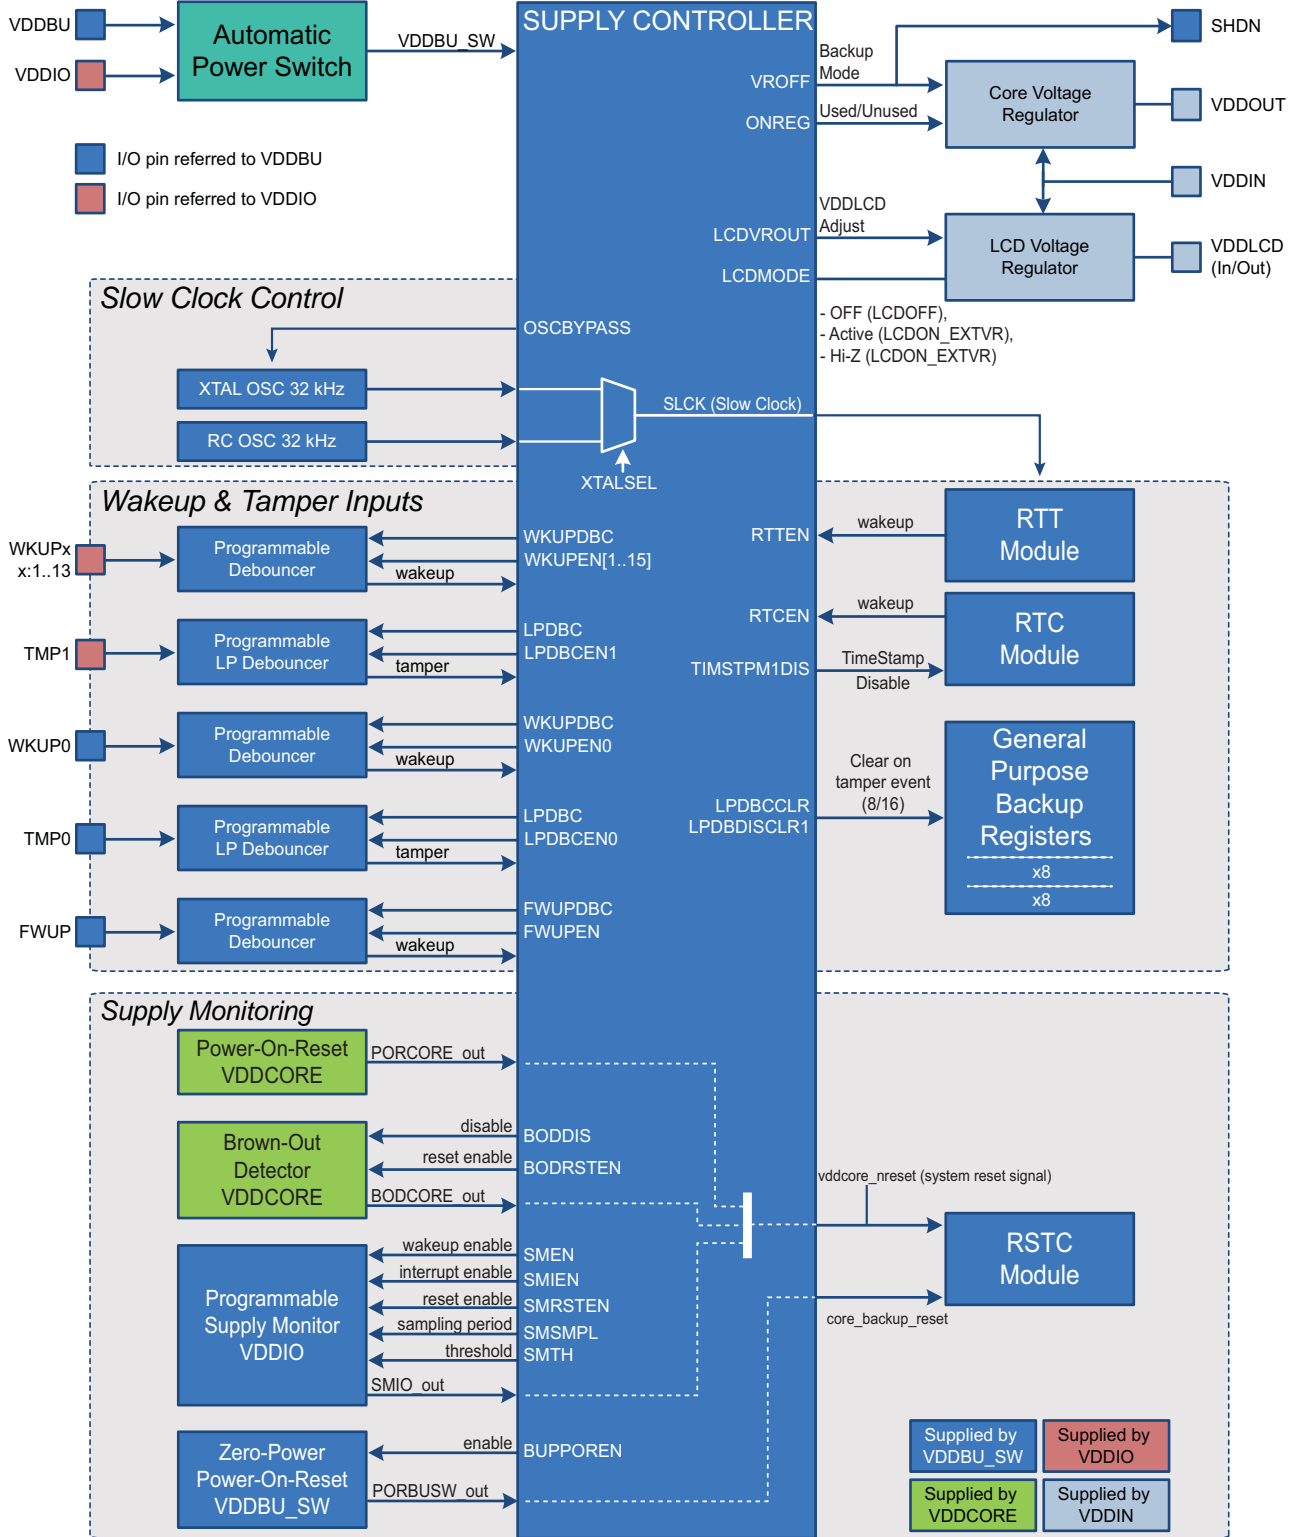 VDDBU
VDDIO
Automatic
Power Switch
VDDBU_SW
I/O pin referred to VDDBU
I/O pin referred to VDDIO
SUPPLY CONTROLLER
Backup
Mode
VROFF
Used/Unused
ONREG
VDDLCD
Adjust
LCDVROUT
LCDMODE
- OFF (LCDOFF),
- Active (LCDON_EXTVR),
- Hi-Z (LCDON_EXTVR)
Core Voltage
Regulator
LCD Voltage
Regulator
SHDN
VDDOUT
VDDIN
VDDLCD
(In/Out)
Slow Clock Control
OSCBYPASS
XTAL OSC 32 kHz
RC OSC 32 kHz
SLCK (Slow Clock)
XTALSEL
Wakeup & Tamper Inputs
WKUPx
x:1..13
Programmable
Debouncer
WKUPDBC
WKUPEN[1..15]
wakeup
TMP1
Programmable
LP Debouncer
LPDBC
LPDBCEN1
tamper
WKUP0
Programmable
Debouncer
WKUPDBC
WKUPEN0
wakeup
TMP0
Programmable
LP Debouncer
LPDBC
LPDBCEN0
tamper
FWUP
Programmable
Debouncer
FWUPDBC
FWUPEN
wakeup
RTTEN
wakeup
RTT
Module
RTCEN
wakeup
TIMSTPM1DIS
TimeStamp
Disable
RTC
Module
Clear on
tamper event
(8/16)
LPDBCCLR
LPDBDISCLR1
General
Purpose
Backup
Registers
x8
x8
Supply Monitoring
Power-On-Reset
VDDCORE
PORCORE_out
Brown-Out
Detector
VDDCORE
disable
BODDIS
reset enable
BODRSTEN
BODCORE_out
Programmable
Supply Monitor
VDDIO
wakeup enable
SMEN
interrupt enable
SMIEN
reset enable
SMRSTEN
sampling period
SMSMPL
threshold
SMTH
SMIO_out
Zero-Power
Power-On-Reset
VDDBU_SW
enable
BUPPOREN
PORBUSW_out
vddcore_nreset (system reset signal)
core_backup_reset
RSTC
Module
Supplied by
VDDBU_SW
Supplied by
VDDIO
Supplied by
VDDCORE
Supplied by
VDDIN